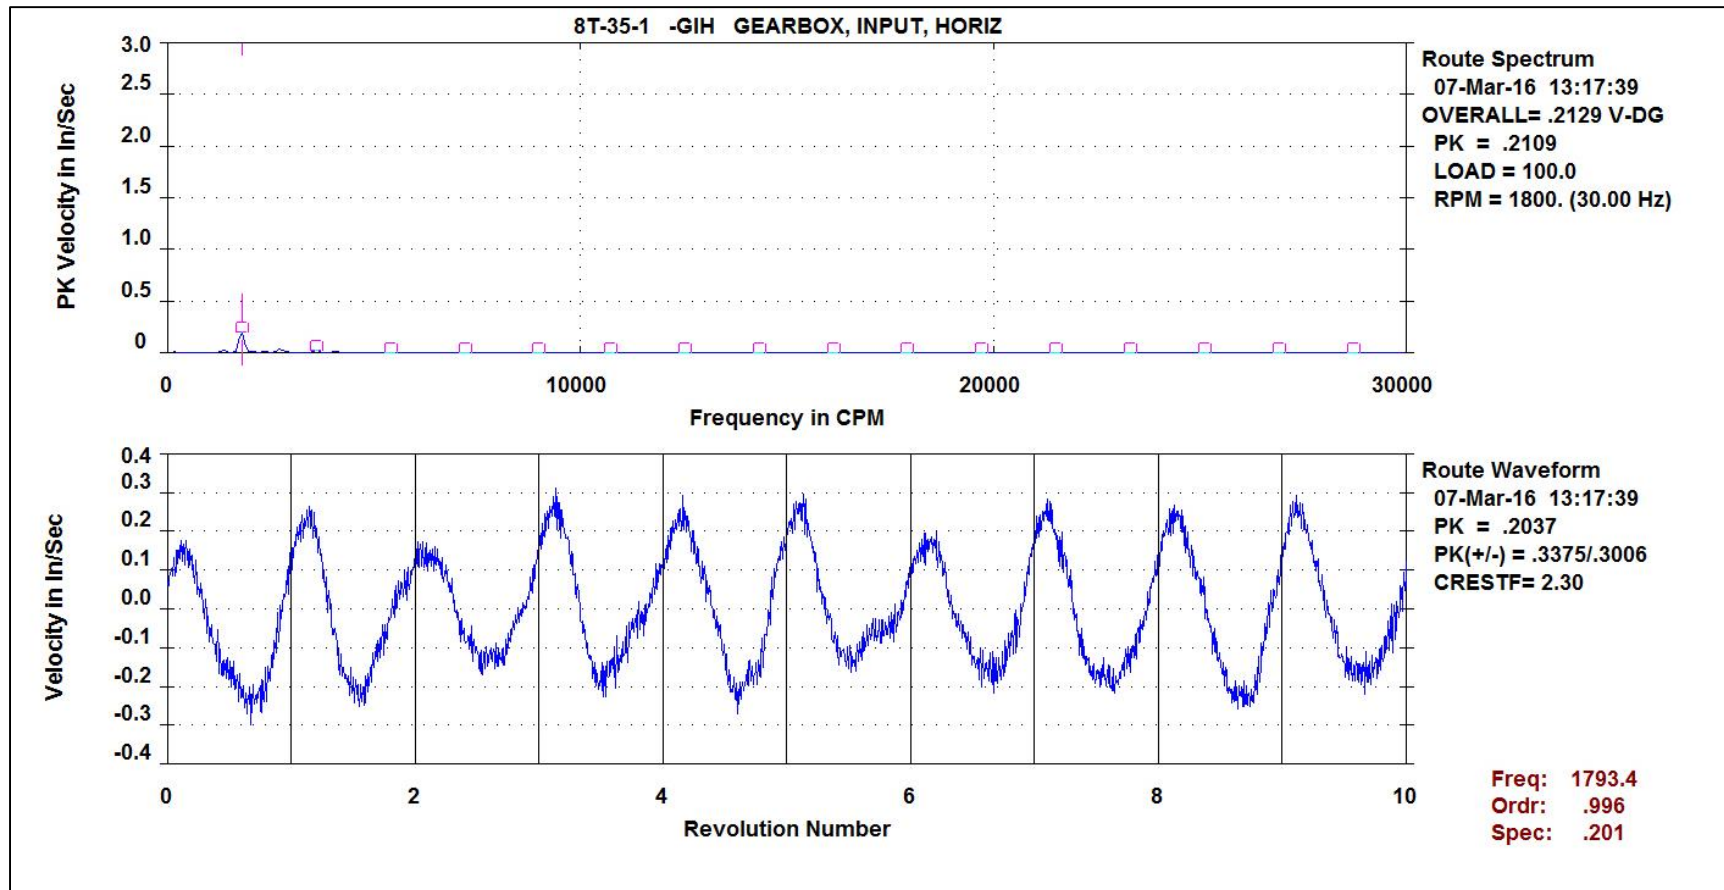 8T-35-1 -GIH GEARBOX, INPUT, HORIZ
PK Velocity in In/Sec
3.0
2.5
2.0
1.5
1.0
0.5
0
0 10000 20000 30000
Frequency in CPM
Route Spectrum
07-Mar-16 13:17:39
OVERALL= .2129 V-DG
PK = .2109
LOAD = 100.0
RPM = 1800. (30.00 Hz)
Velocity in In/Sec
0.4
0.3
0.2
0.1
0.0
-0.1
-0.2
-0.3
-0.4
0 2 4 6 8 10
Revolution Number
Route Waveform
07-Mar-16 13:17:39
PK = .2037
PK(+/-) = .3375/.3006
CRESTF= 2.30
Freq: 1793.4
Ordr: .996
Spec: .201